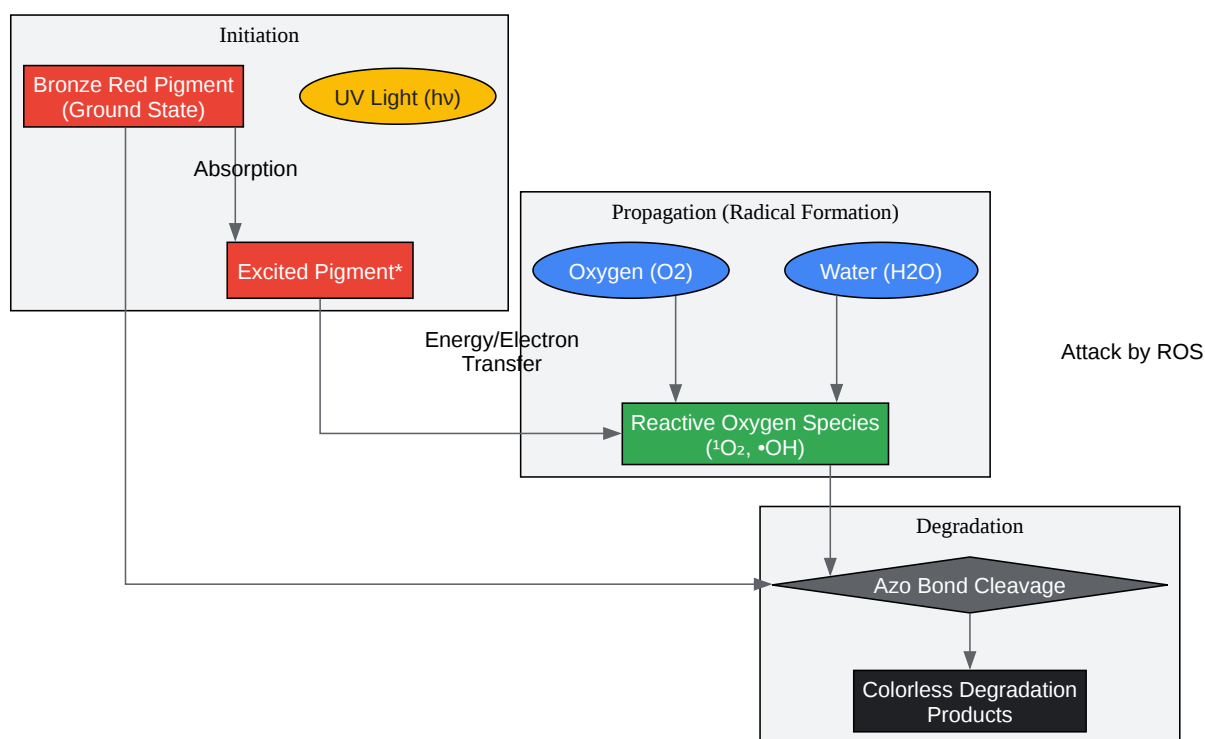 Initiation
Bronze Red Pigment
(Ground State)
UV Light (hν)
Absorption
Excited Pigment*
Propagation (Radical Formation)
Oxygen (O2)
Water (H2O)
Energy/Electron
Transfer
Attack by ROS
Reactive Oxygen Species
(¹O₂, •OH)
Degradation
Azo Bond Cleavage
Colorless Degradation
Products